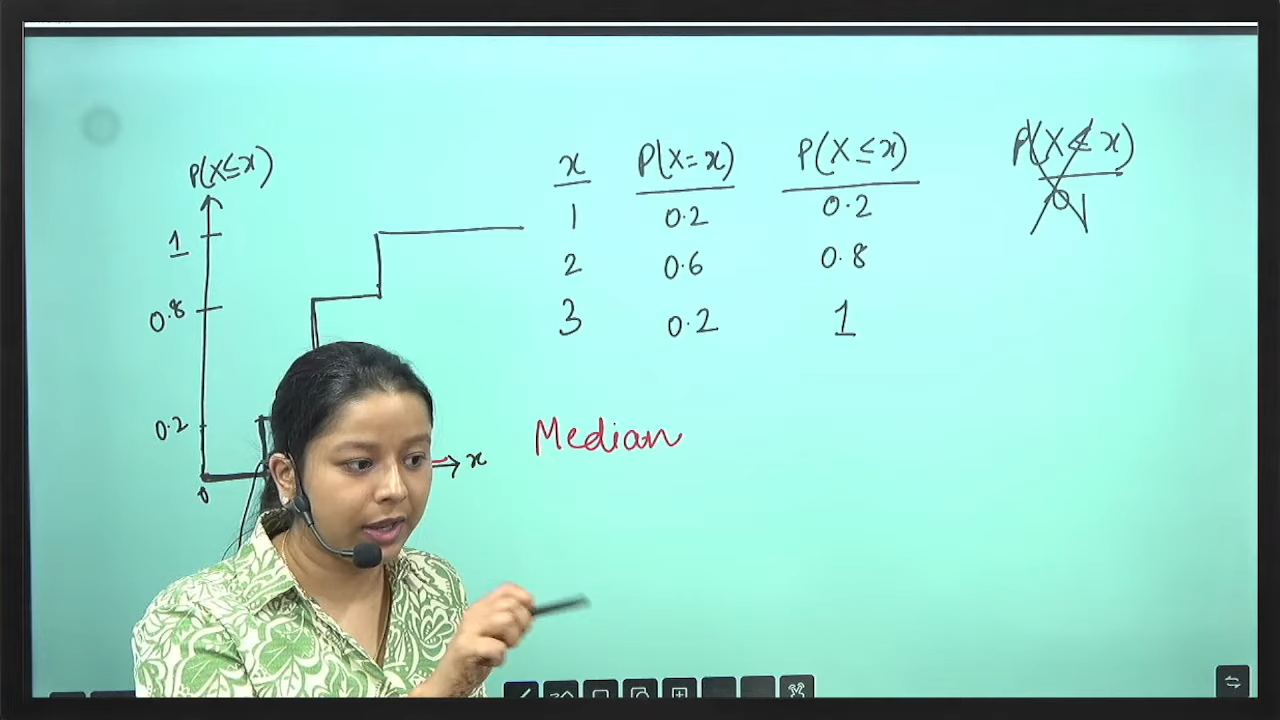 P(X≤x)
1
0.8
0.2
0
x
x P(X=x) P(X≤x)
1 0.2 0.2
2 0.6 0.8
3 0.2 1
Median